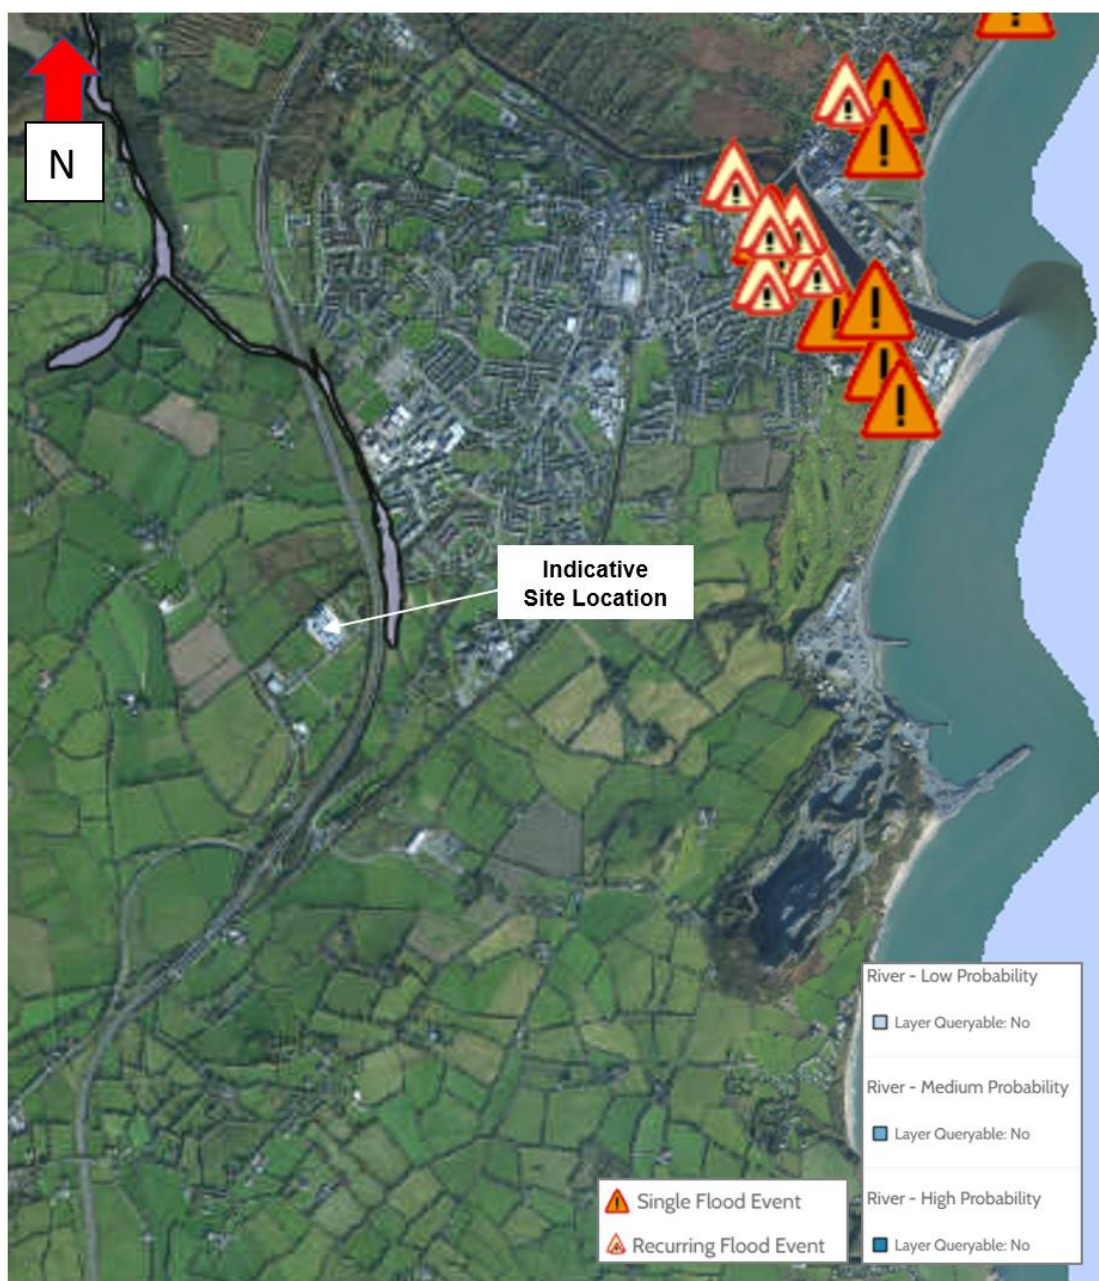 N
Indicative
Site Location
River - Low Probability
Layer Queryable: No
River - Medium Probability
Layer Queryable: No
River - High Probability
Layer Queryable: No
Single Flood Event
Recurring Flood Event